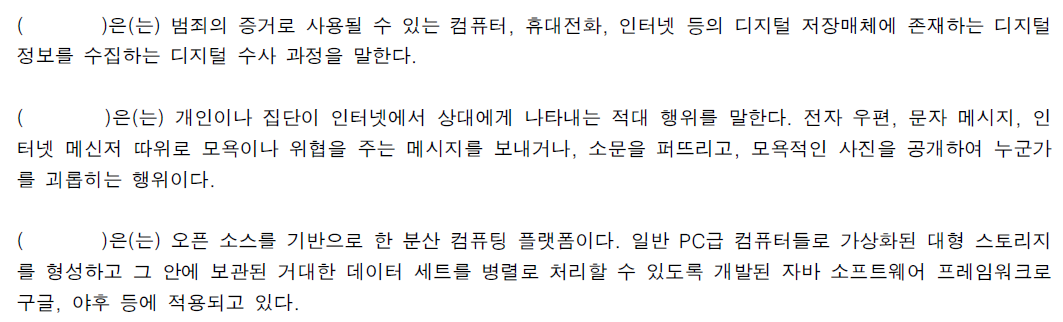 (        )은(는) 범죄의 증거로 사용될 수 있는 컴퓨터, 휴대전화, 인터넷 등의 디지털 저장매체에 존재하는 디지털
정보를 수집하는 디지털 수사 과정을 말한다.
(        )은(는) 개인이나 집단이 인터넷에서 상대에게 나타내는 적대 행위를 말한다. 전자 우편, 문자 메시지, 인
터넷 메신저 따위로 모욕이나 위협을 주는 메시지를 보내거나, 소문을 퍼뜨리고, 모욕적인 사진을 공개하여 누군가
를 괴롭히는 행위이다.
(        )은(는) 오픈 소스를 기반으로 한 분산 컴퓨팅 플랫폼이다. 일반 PC급 컴퓨터들로 가상화된 대형 스토리지
를 형성하고 그 안에 보관된 거대한 데이터 세트를 병렬로 처리할 수 있도록 개발된 자바 소프트웨어 프레임워크로
구글, 야후 등에 적용되고 있다.